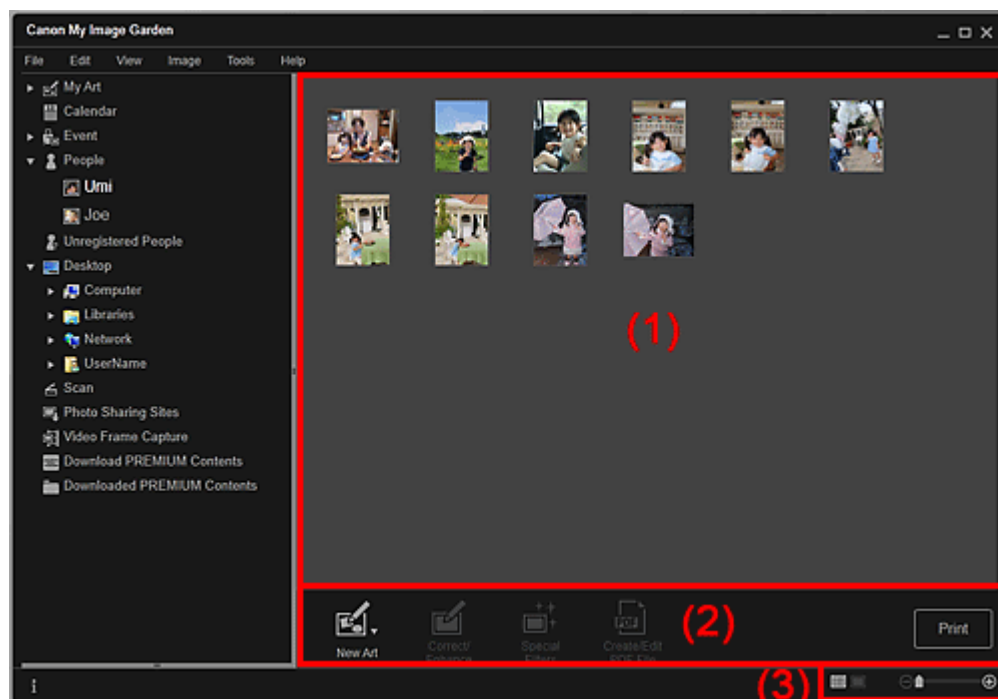 Canon My Image Garden
File Edit View Image Tools Help
My Art
Calendar
Event
People
Umi
Joe
Unregistered People
Desktop
Computer
Libraries
Network
UserName
Scan
Photo Sharing Sites
Video Frame Capture
Download PREMIUM Contents
Downloaded PREMIUM Contents
(1)
New Art
Correct/
Enhance
Special
Filters
PDF
Create/Edit
PDF File
(2)
Print
(3)
i